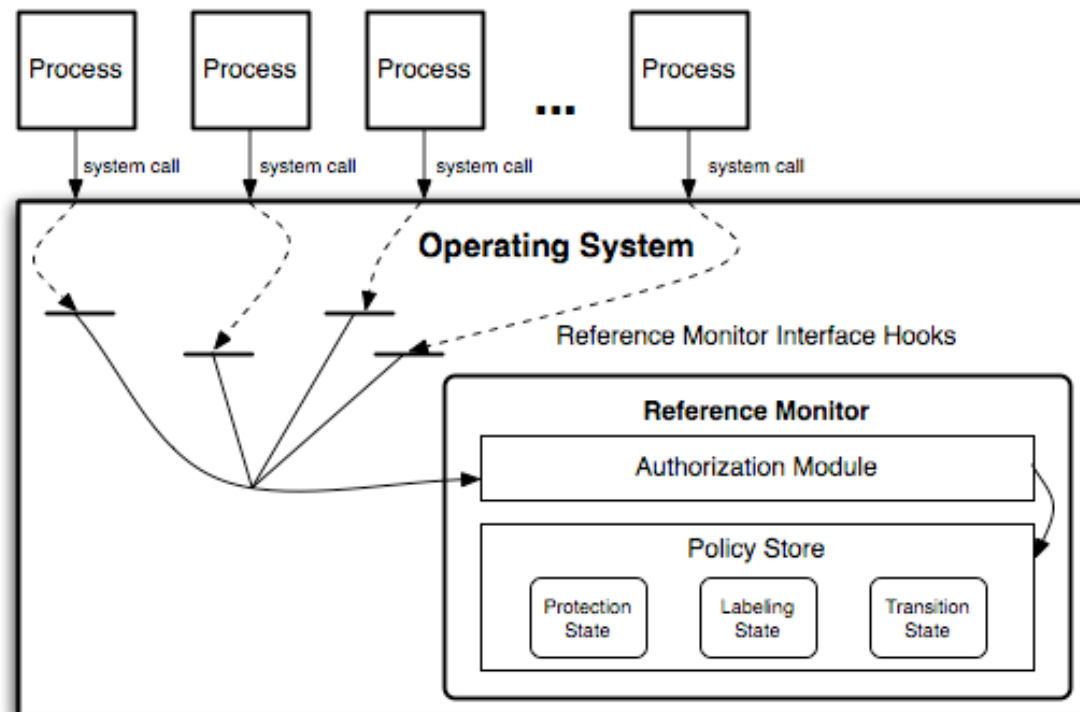 Process
Process
Process
...
Process
system call
system call
system call
system call
Operating System
Reference Monitor Interface Hooks
Reference Monitor
Authorization Module
Policy Store
Protection
State
Labeling
State
Transition
State